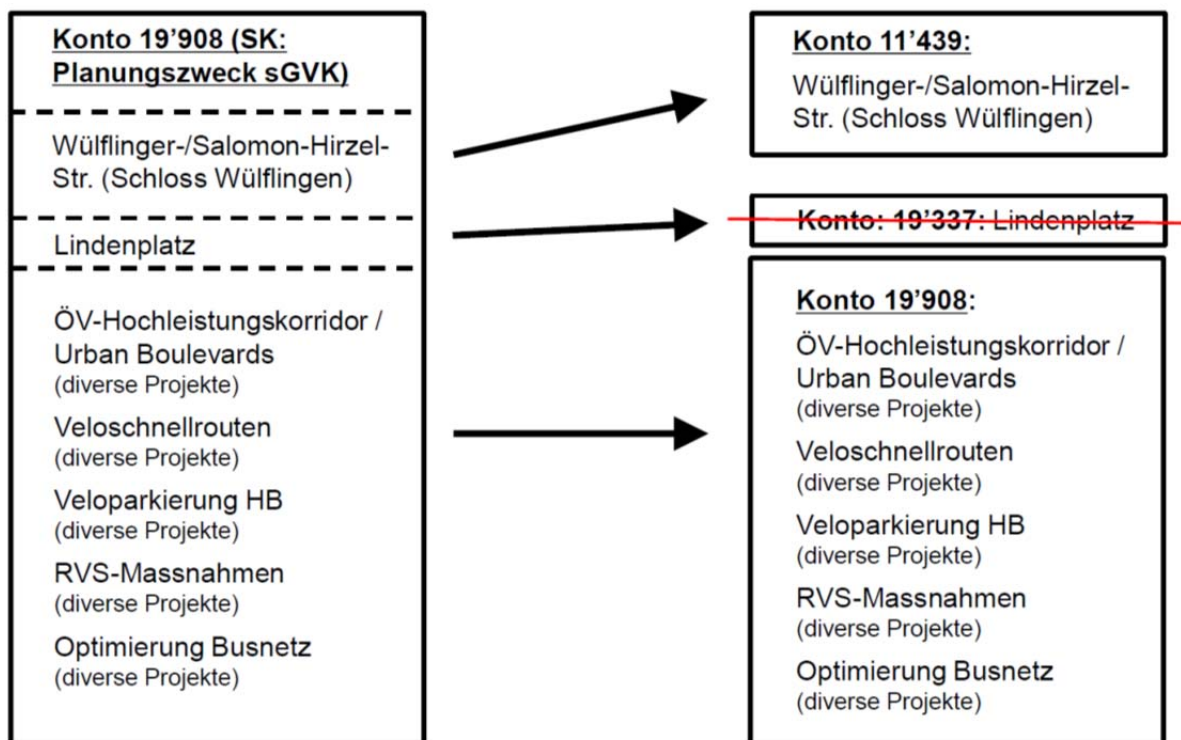 Konto 19’908 (SK:
Planungszweck sGVK)
Wülflinger-/Salomon-Hirzel-
Str. (Schloss Wülflingen)
Lindenplatz
ÖV-Hochleistungskorridor /
Urban Boulevards
(diverse Projekte)
Veloschnellrouten
(diverse Projekte)
Veloparkierung HB
(diverse Projekte)
RVS-Massnahmen
(diverse Projekte)
Optimierung Busnetz
(diverse Projekte)
Konto 11’439:
Wülflinger-/Salomon-Hirzel-
Str. (Schloss Wülflingen)
Konto: 19’337: Lindenplatz
Konto 19’908:
ÖV-Hochleistungskorridor /
Urban Boulevards
(diverse Projekte)
Veloschnellrouten
(diverse Projekte)
Veloparkierung HB
(diverse Projekte)
RVS-Massnahmen
(diverse Projekte)
Optimierung Busnetz
(diverse Projekte)